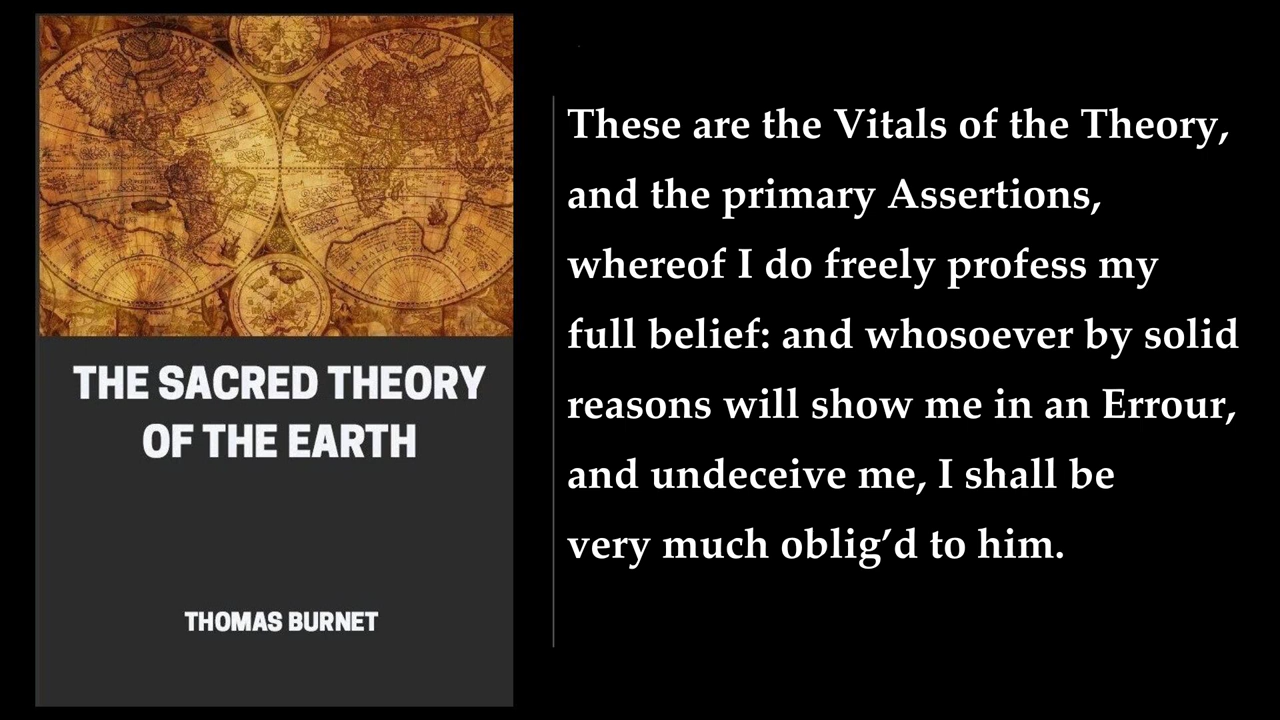 THE SACRED THEORY
OF THE EARTH
THOMAS BURNET
These are the Vitals of the Theory,
and the primary Assertions,
whereof I do freely profess my
full belief: and whosoever by solid
reasons will show me in an Errour,
and undeceive me, I shall be
very much oblig’d to him.